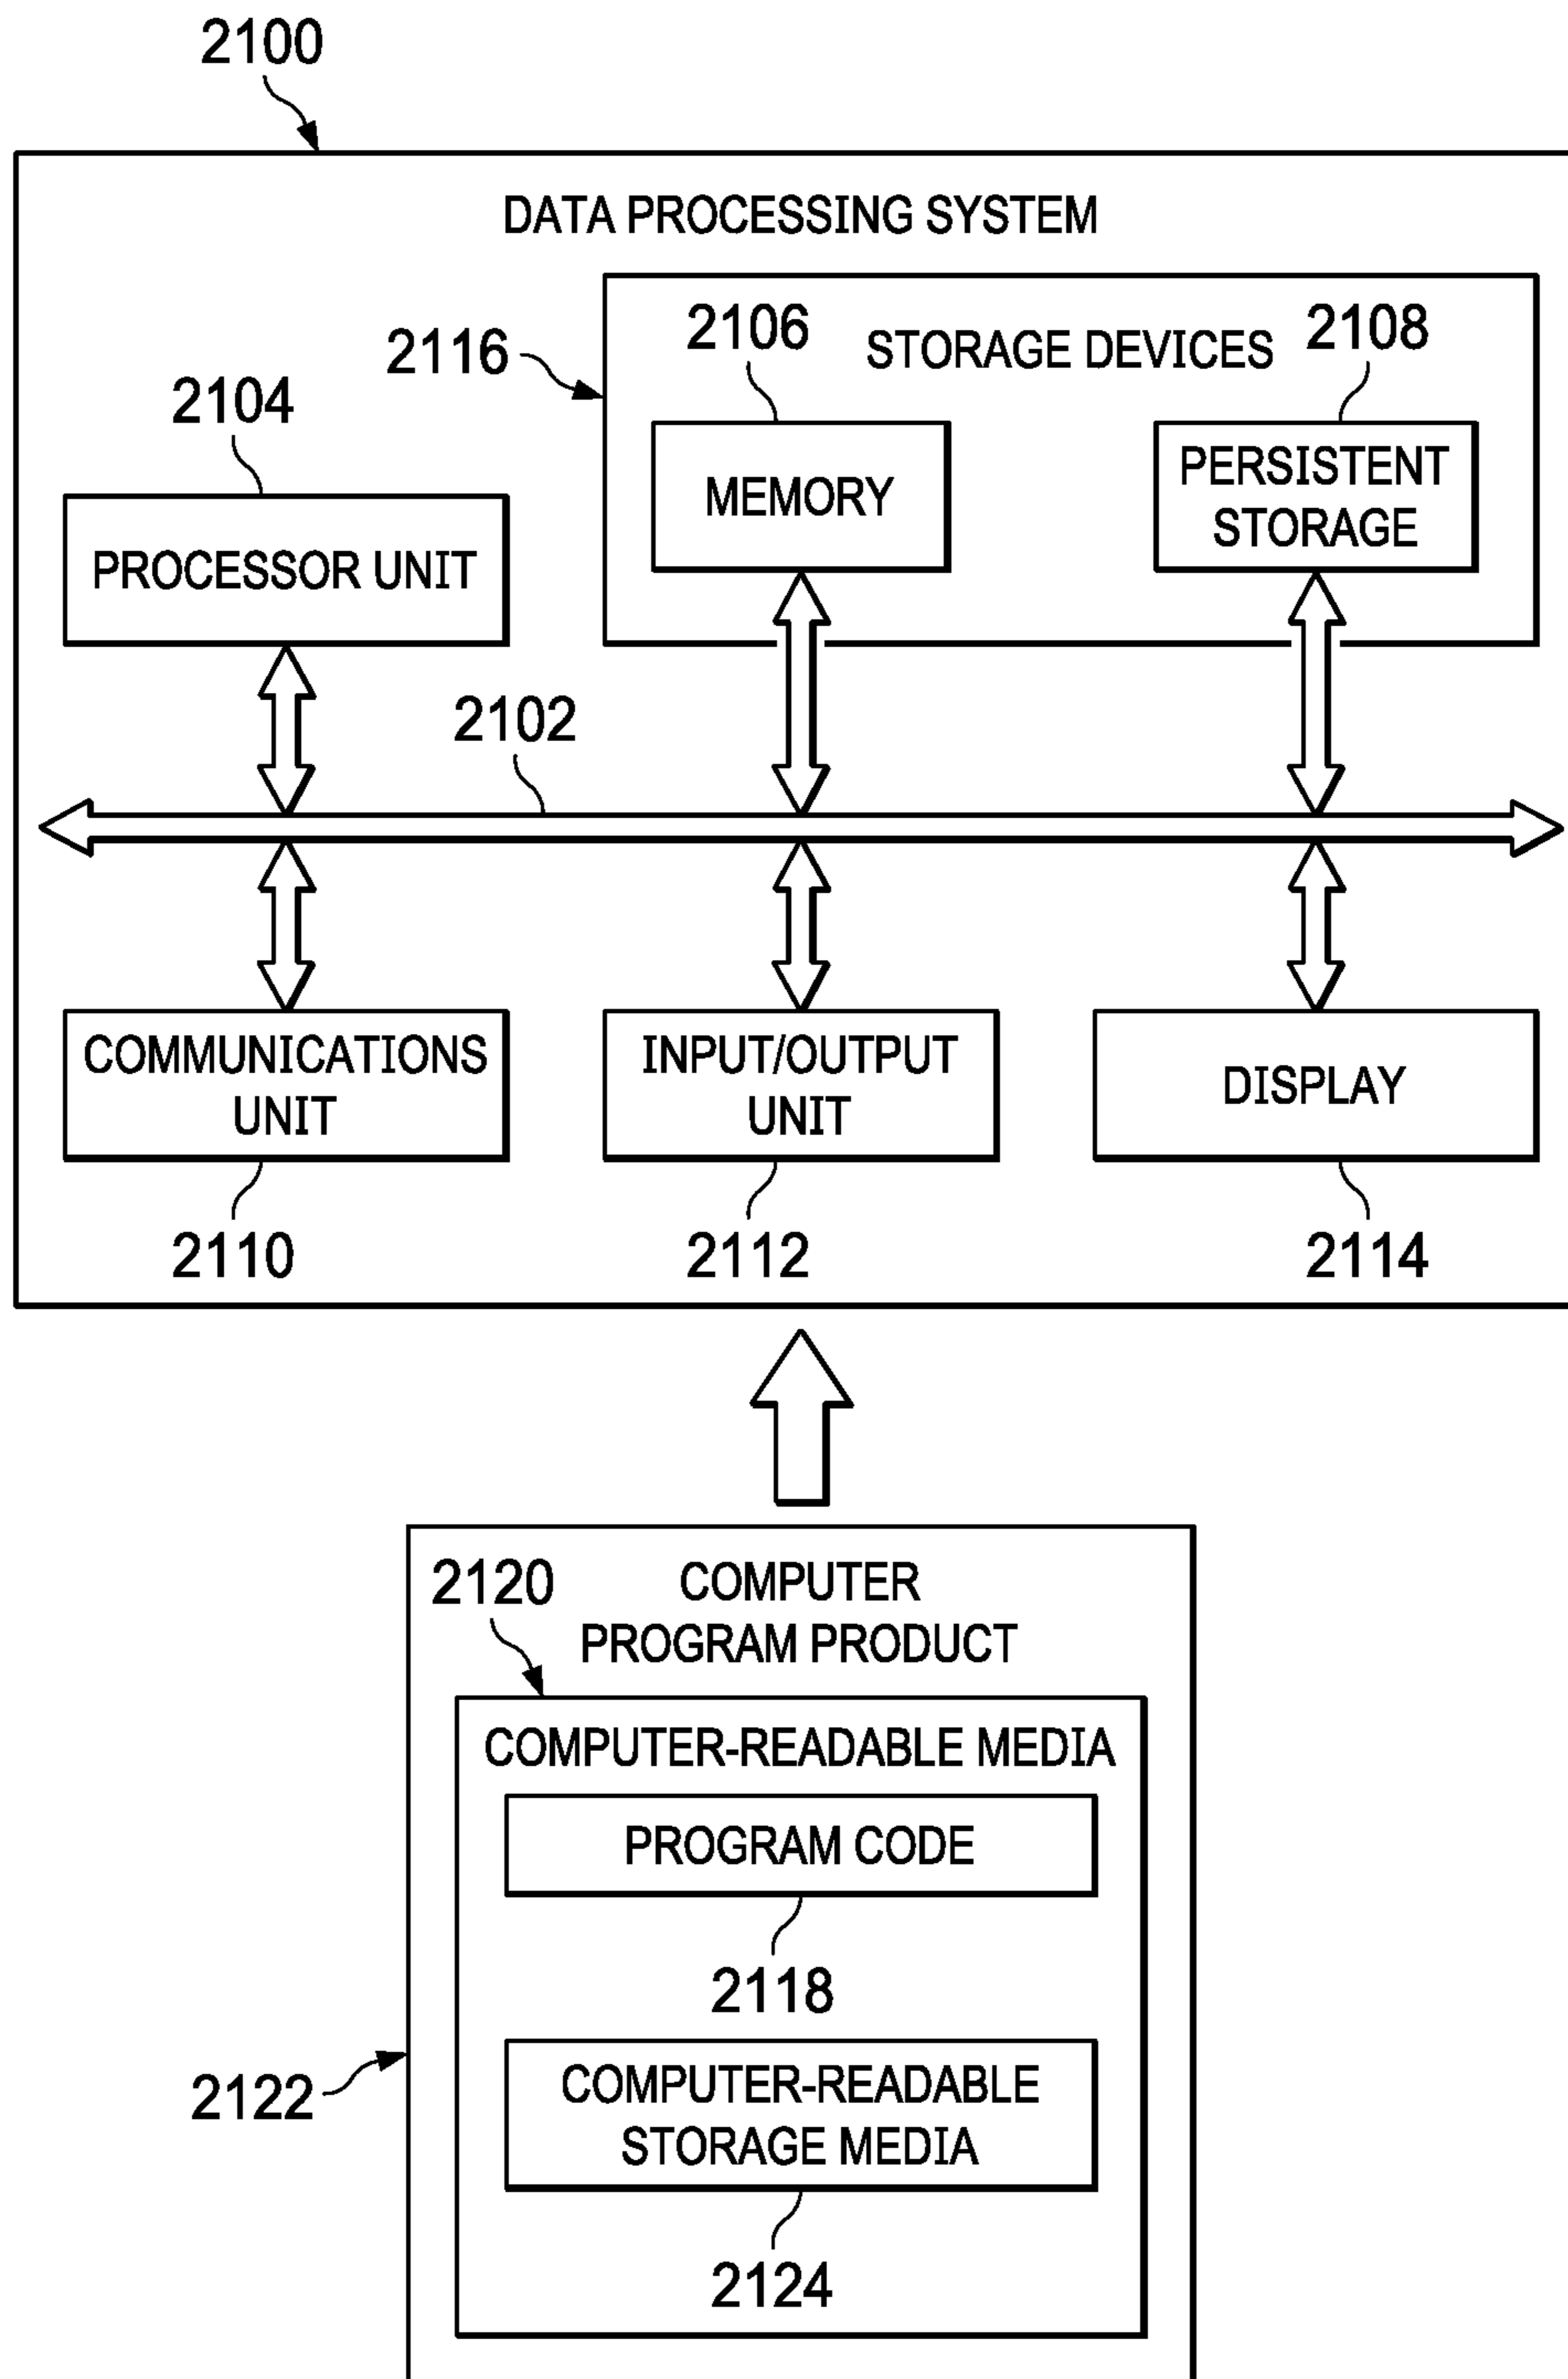 2100
DATA PROCESSING SYSTEM
2116
2106
STORAGE DEVICES
2108
2104
MEMORY
PERSISTENT
STORAGE
PROCESSOR UNIT
2102
COMMUNICATIONS
UNIT
INPUT/OUTPUT
UNIT
DISPLAY
2110
2112
2114
2120
COMPUTER
PROGRAM PRODUCT
COMPUTER-READABLE MEDIA
PROGRAM CODE
2118
2122
COMPUTER-READABLE
STORAGE MEDIA
2124